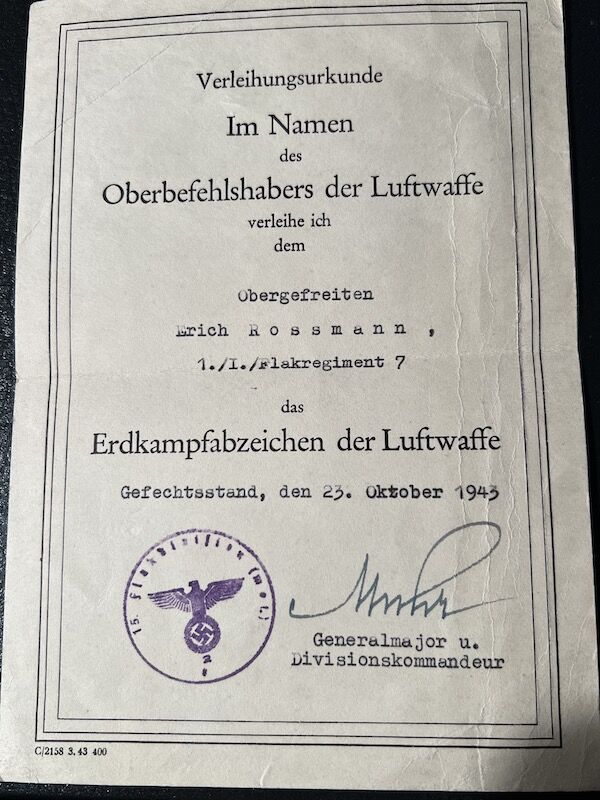 Verleihungsurkunde
Im Namen
des
Oberbefehlshabers der Luftwaffe
verleihe ich
dem
Obergefreiten
Erich Rossmann ,
1./I./Flakregiment 7
das
Erdkampfabzeichen der Luftwaffe
Gefechtsstand, den 23. Oktober 1943
15. Flakdivision (mot.)
Generalmajor u.
Divisionskommandeur
C/2158 3. 43 400